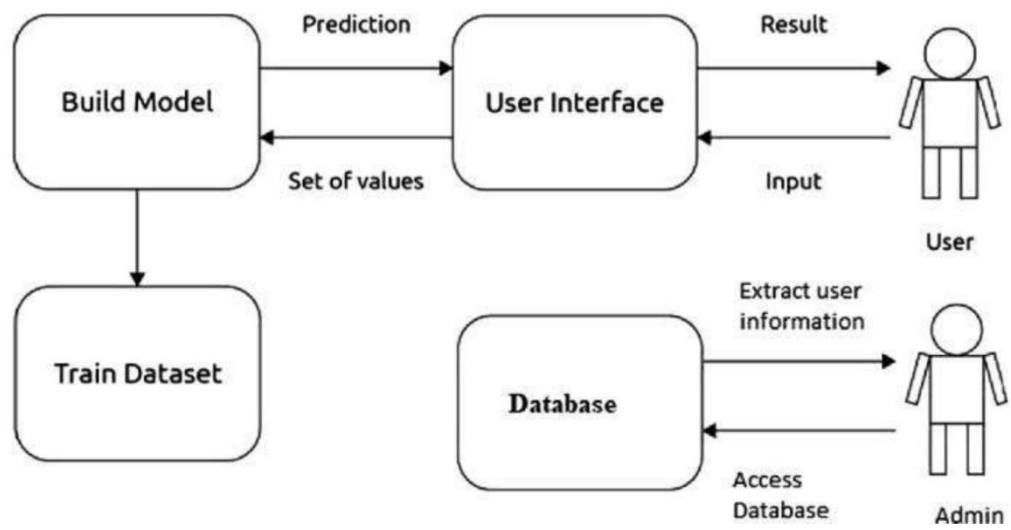 Prediction
Result
Build Model
User Interface
Set of values
Input
User
Extract user
information
Train Dataset
Database
Access
Database
Admin